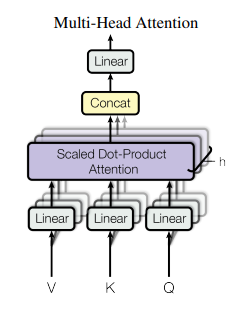 Multi-Head Attention
Linear
Concat
Scaled Dot-Product
Attention
h
Linear Linear Linear
V K Q